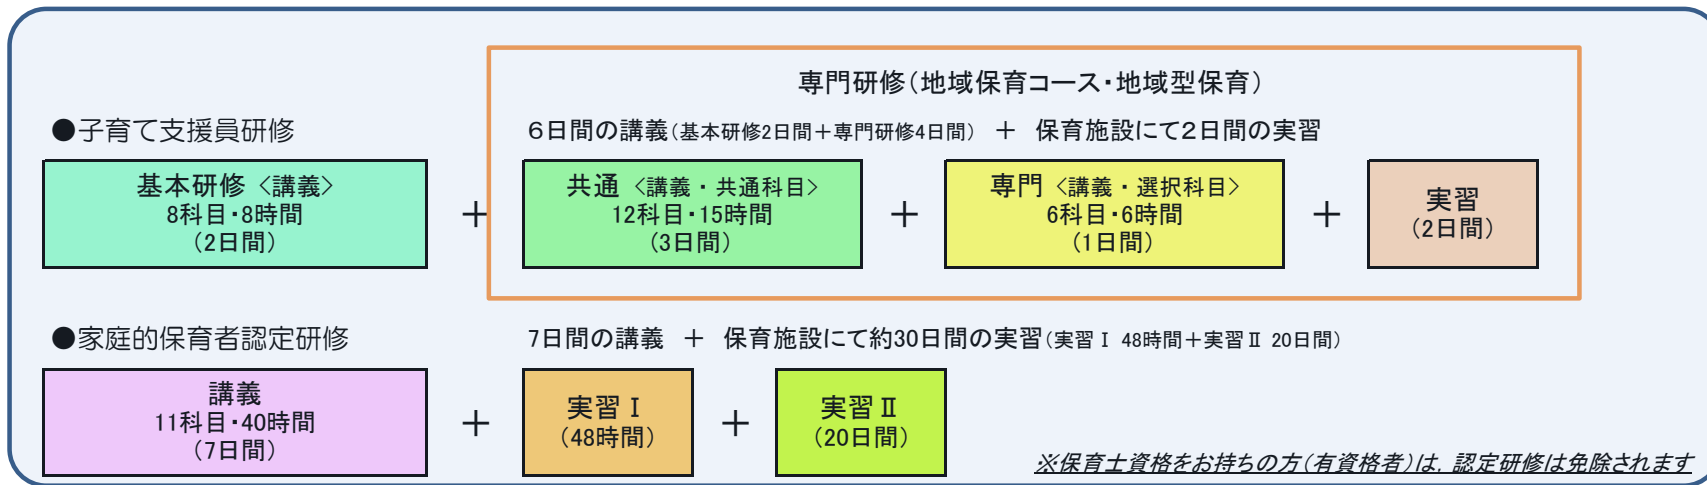 専門研修(地域保育コース・地域型保育)
●子育て支援員研修
6日間の講義(基本研修2日間+専門研修4日間) + 保育施設にて2日間の実習
基本研修 <講義>
8科目・8時間
(2日間)
+
共通 <講義・共通科目>
12科目・15時間
(3日間)
+
専門 <講義・選択科目>
6科目・6時間
(1日間)
+
実習
(2日間)
●家庭的保育者認定研修
7日間の講義 + 保育施設にて約30日間の実習(実習Ⅰ 48時間+実習Ⅱ 20日間)
講義
11科目・40時間
(7日間)
+
実習Ⅰ
(48時間)
+
実習Ⅱ
(20日間)
※保育士資格をお持ちの方(有資格者)は,認定研修は免除されます